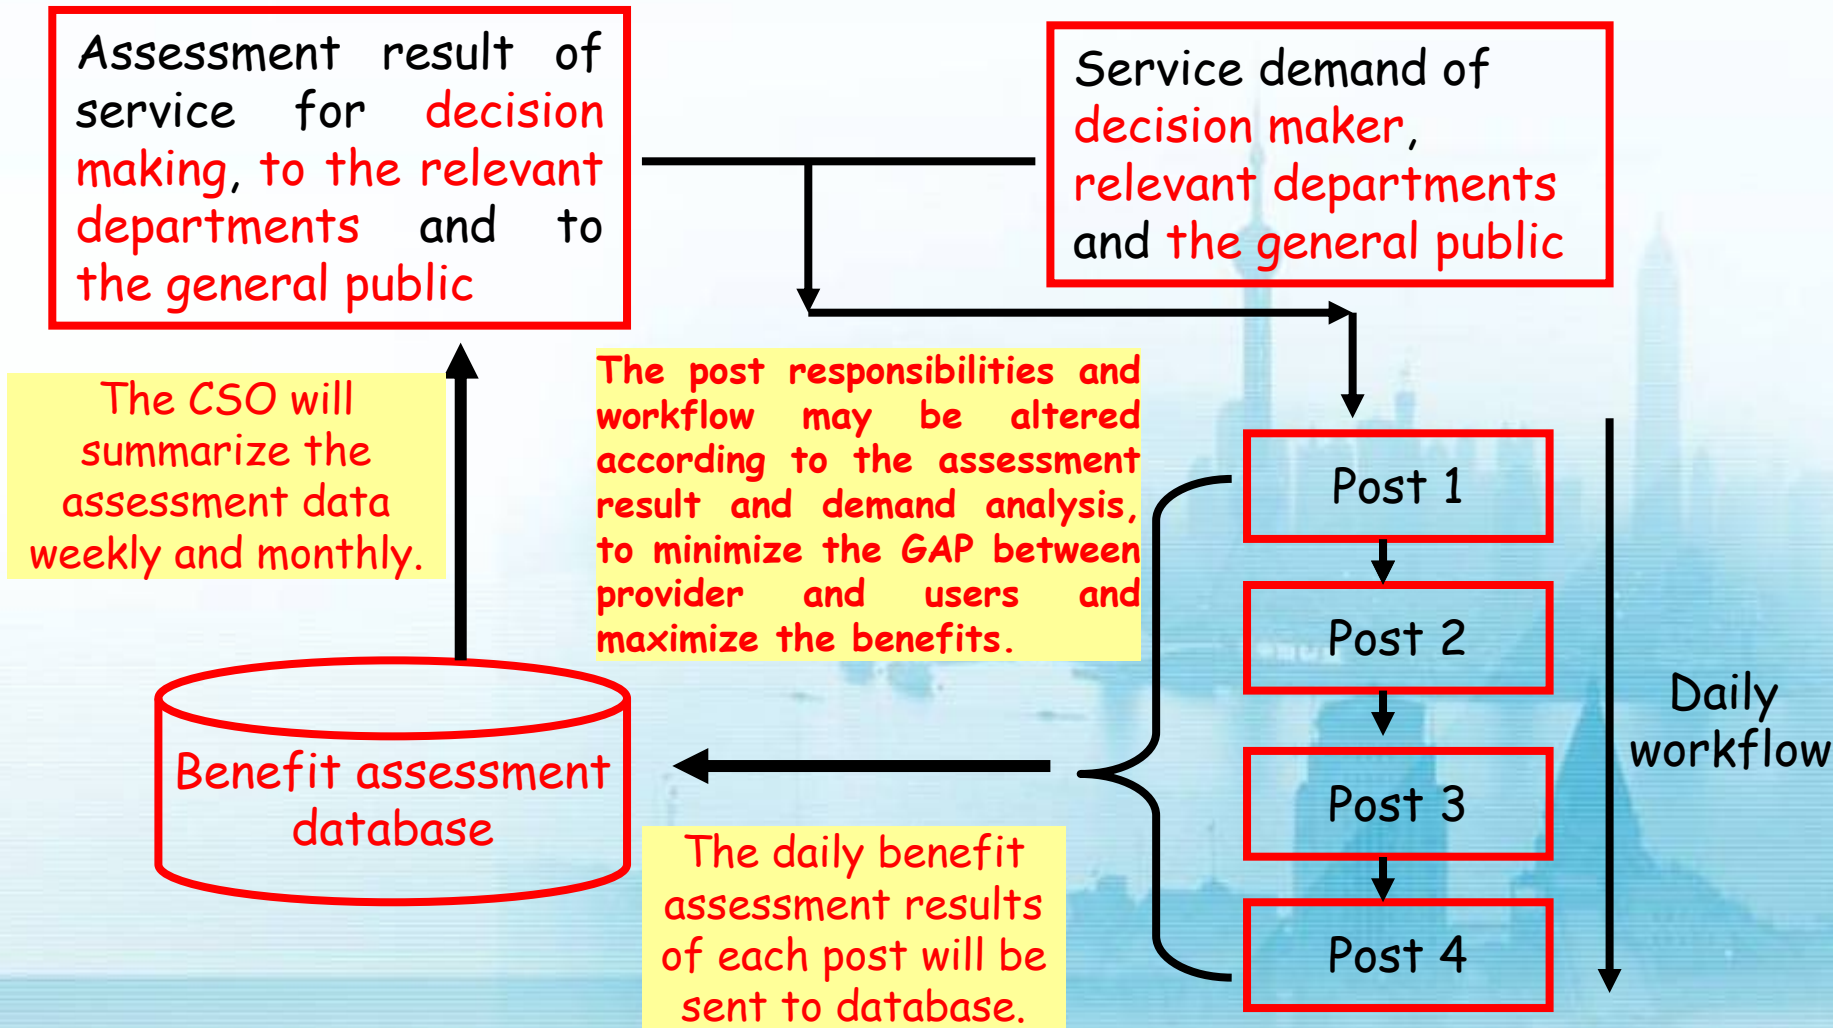 Assessment result of
service for decision
making, to the relevant
departments and to
the general public
Service demand of
decision maker,
relevant departments
and the general public
The CSO will
summarize the
assessment data
weekly and monthly.
The post responsibilities and
workflow may be altered
according to the assessment
result and demand analysis,
to minimize the GAP between
provider and users and
maximize the benefits.
Post 1
Post 2
Post 3
Post 4
Daily
workflow
Benefit assessment
database
The daily benefit
assessment results
of each post will be
sent to database.